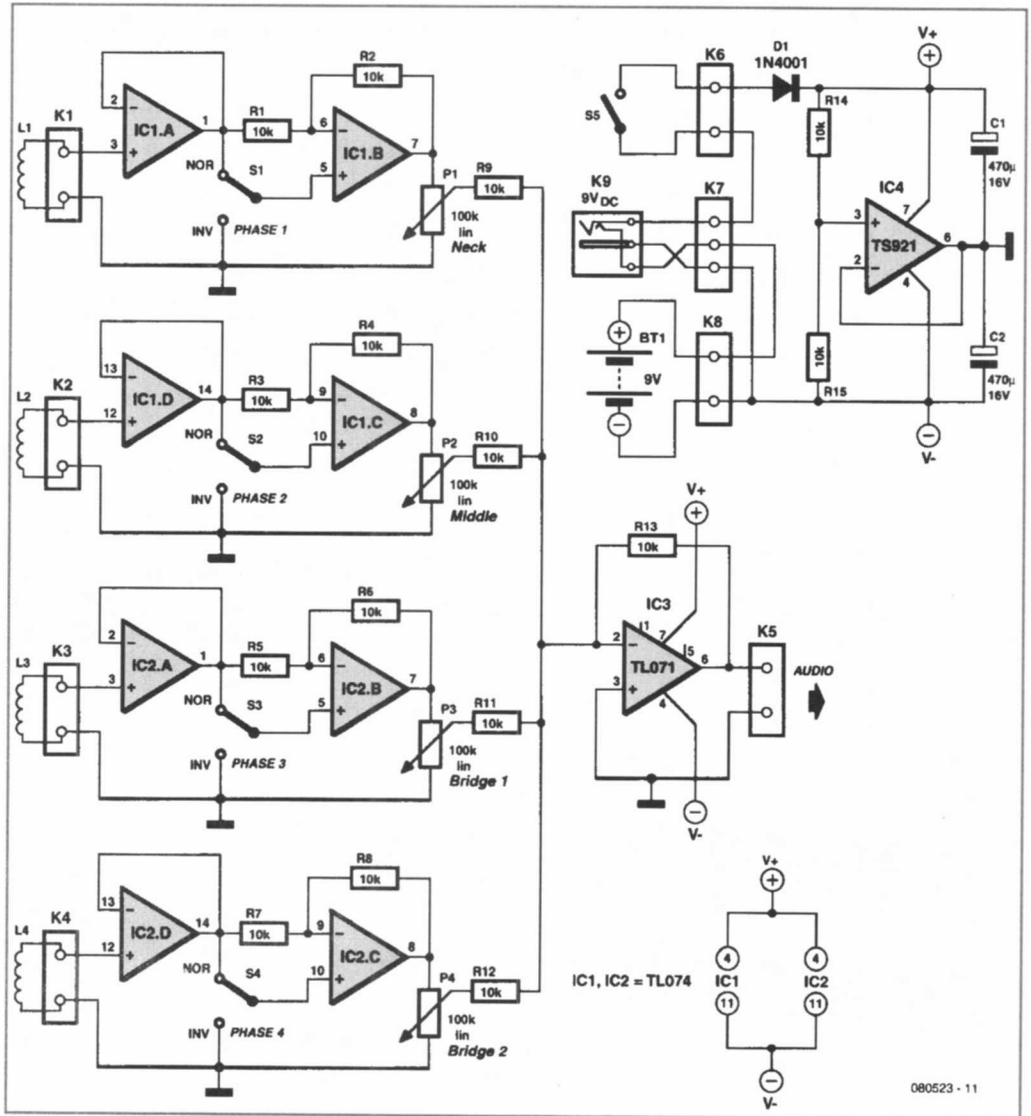 L1
K1
2
−
3
+
IC1.A
1
R1
10k
R2
10k
6
−
5
+
IC1.B
7
NOR
S1
INV
PHASE 1
P1
100k
lin
Neck
R9
10k
L2
K2
13
−
12
+
IC1.D
14
R3
10k
R4
10k
9
−
10
+
IC1.C
8
NOR
S2
INV
PHASE 2
P2
100k
lin
Middle
R10
10k
L3
K3
2
−
3
+
IC2.A
1
R5
10k
R6
10k
6
−
5
+
IC2.B
7
NOR
S3
INV
PHASE 3
P3
100k
lin
Bridge 1
R11
10k
L4
K4
13
−
12
+
IC2.D
14
R7
10k
R8
10k
9
−
10
+
IC2.C
8
NOR
S4
INV
PHASE 4
P4
100k
lin
Bridge 2
R12
10k
S5
K6
D1
1N4001
V+
+
R14
10k
C1
470µ
16V
K9
9V DC
K7
IC4
3
+
2
−
TS921
7
6
4
+
BT1
9V
−
K8
10k
R15
C2
470µ
16V
−
V-
V+
+
R13
10k
IC3
2
−
3
+
1
7
5
TL071
6
4
K5
AUDIO
−
V-
IC1, IC2 = TL074
V+
+
4
4
IC1
IC2
11
11
−
V-
080523 - 11